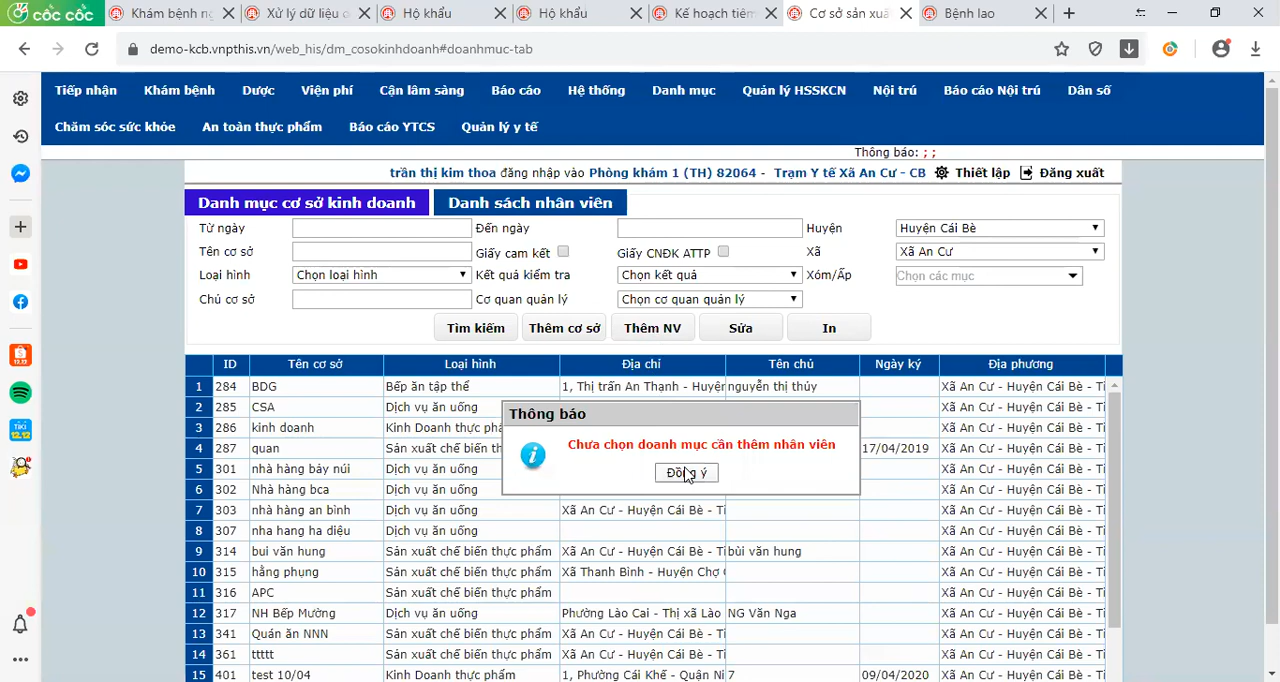 cốc cốc Khám bệnh ng Xử lý dữ liệu c Hộ khẩu Hộ khẩu Kế hoạch tiêm Cơ sở sản xuấ Bệnh lao
demo-kcb.vnpthis.vn/web_his/dm_cosokinhdoanh#doanhmuc-tab
Tiếp nhận Khám bệnh Dược Viện phí Cận lâm sàng Báo cáo Hệ thống Danh mục Quản lý HSSKCN Nội trú Báo cáo Nội trú Dân số
Chăm sóc sức khỏe An toàn thực phẩm Báo cáo YTCS Quản lý y tế
Thông báo: ; ;
trần thị kim thoa đăng nhập vào Phòng khám 1 (TH) 82064 - Trạm Y tế Xã An Cư - CB Thiết lập Đăng xuất
Danh mục cơ sở kinh doanh Danh sách nhân viên
Từ ngày Đến ngày Huyện Huyện Cái Bè
Tên cơ sở Giấy cam kết Giấy CNĐK ATTP Xã Xã An Cư
Loại hình Chọn loại hình Kết quả kiểm tra Chọn kết quả Xóm/Ấp Chọn các mục
Chủ cơ sở Cơ quan quản lý Chọn cơ quan quản lý
Tìm kiếm Thêm cơ sở Thêm NV Sửa In
ID Tên cơ sở Loại hình Địa chỉ Tên chủ Ngày ký Địa phương
1 284 BDG Bếp ăn tập thể 1, Thị trấn An Thạnh - Huyện nguyễn thị thúy Xã An Cư - Huyện Cái Bè - Ti
2 285 CSA Dịch vụ ăn uống Xã An Cư - Huyện Cái Bè - Ti
3 286 kinh doanh Kinh Doanh thực phẩ Xã An Cư - Huyện Cái Bè - Ti
4 287 quan Sản xuất chế biến 17/04/2019 Xã An Cư - Huyện Cái Bè - Ti
5 301 nhà hàng bảy núi Dịch vụ ăn uống Xã An Cư - Huyện Cái Bè - Ti
6 302 Nhà hàng bca Dịch vụ ăn uống Xã An Cư - Huyện Cái Bè - Ti
7 303 nhà hàng an bình Dịch vụ ăn uống Xã An Cư - Huyện Cái Bè - Ti Xã An Cư - Huyện Cái Bè - Ti
8 307 nha hang ha diệu Dịch vụ ăn uống Xã An Cư - Huyện Cái Bè - Ti
9 314 bui văn hung Sản xuất chế biến thực phẩm Xã An Cư - Huyện Cái Bè - Ti bùi văn hung Xã An Cư - Huyện Cái Bè - Ti
10 315 hằng phụng Sản xuất chế biến thực phẩm Xã Thanh Bình - Huyện Chợ G Xã An Cư - Huyện Cái Bè - Ti
11 316 APC Sản xuất chế biến thực phẩm Xã An Cư - Huyện Cái Bè - Ti
12 317 NH Bếp Mường Dịch vụ ăn uống Phường Lào Cai - Thị xã Lào NG Văn Nga Xã An Cư - Huyện Cái Bè - Ti
13 341 Quán ăn NNN Sản xuất chế biến thực phẩm Xã An Cư - Huyện Cái Bè - Ti Xã An Cư - Huyện Cái Bè - Ti
14 361 ttttt Sản xuất chế biến thực phẩm Xã An Cư - Huyện Cái Bè - Ti Xã An Cư - Huyện Cái Bè - Ti
15 401 test 10/04 Kinh Doanh thực phẩm 1, Phường Cái Khế - Quận Ni 7 09/04/2020 Xã An Cư - Huyện Cái Bè - Ti
Thông báo
Chưa chọn doanh mục cần thêm nhân viên
Đồng ý